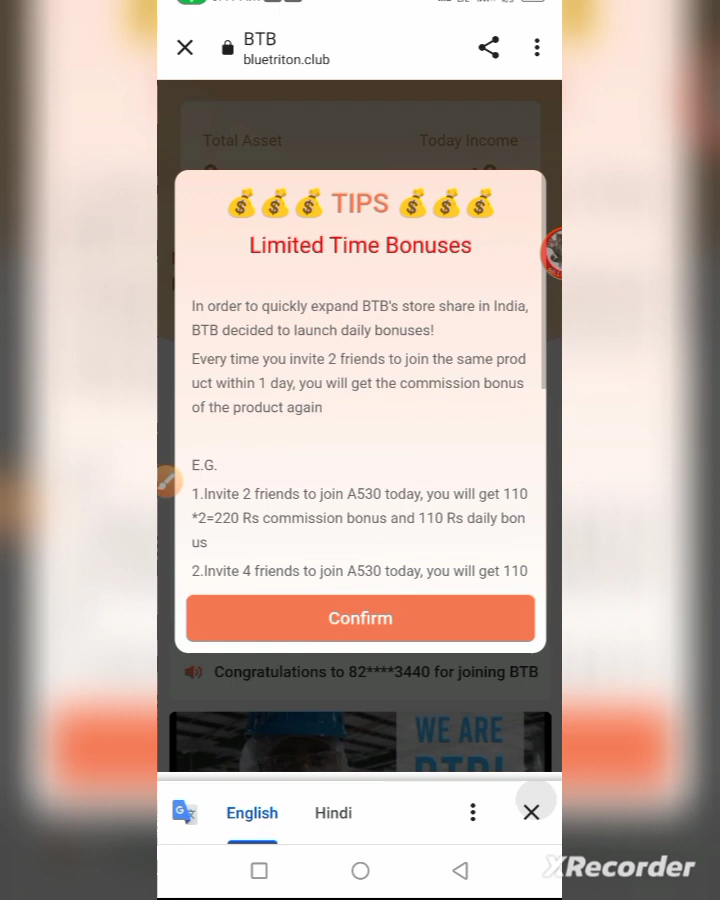 BTB
bluetriton.club
Total Asset Today Income
TIPS
Limited Time Bonuses
In order to quickly expand BTB's store share in India,
BTB decided to launch daily bonuses!
Every time you invite 2 friends to join the same prod
uct within 1 day, you will get the commission bonus
of the product again
E.G.
1.Invite 2 friends to join A530 today, you will get 110
*2=220 Rs commission bonus and 110 Rs daily bon
us
2.Invite 4 friends to join A530 today, you will get 110
Confirm
Congratulations to 82****3440 for joining BTB
WE ARE
BTB!
English Hindi
XRecorder